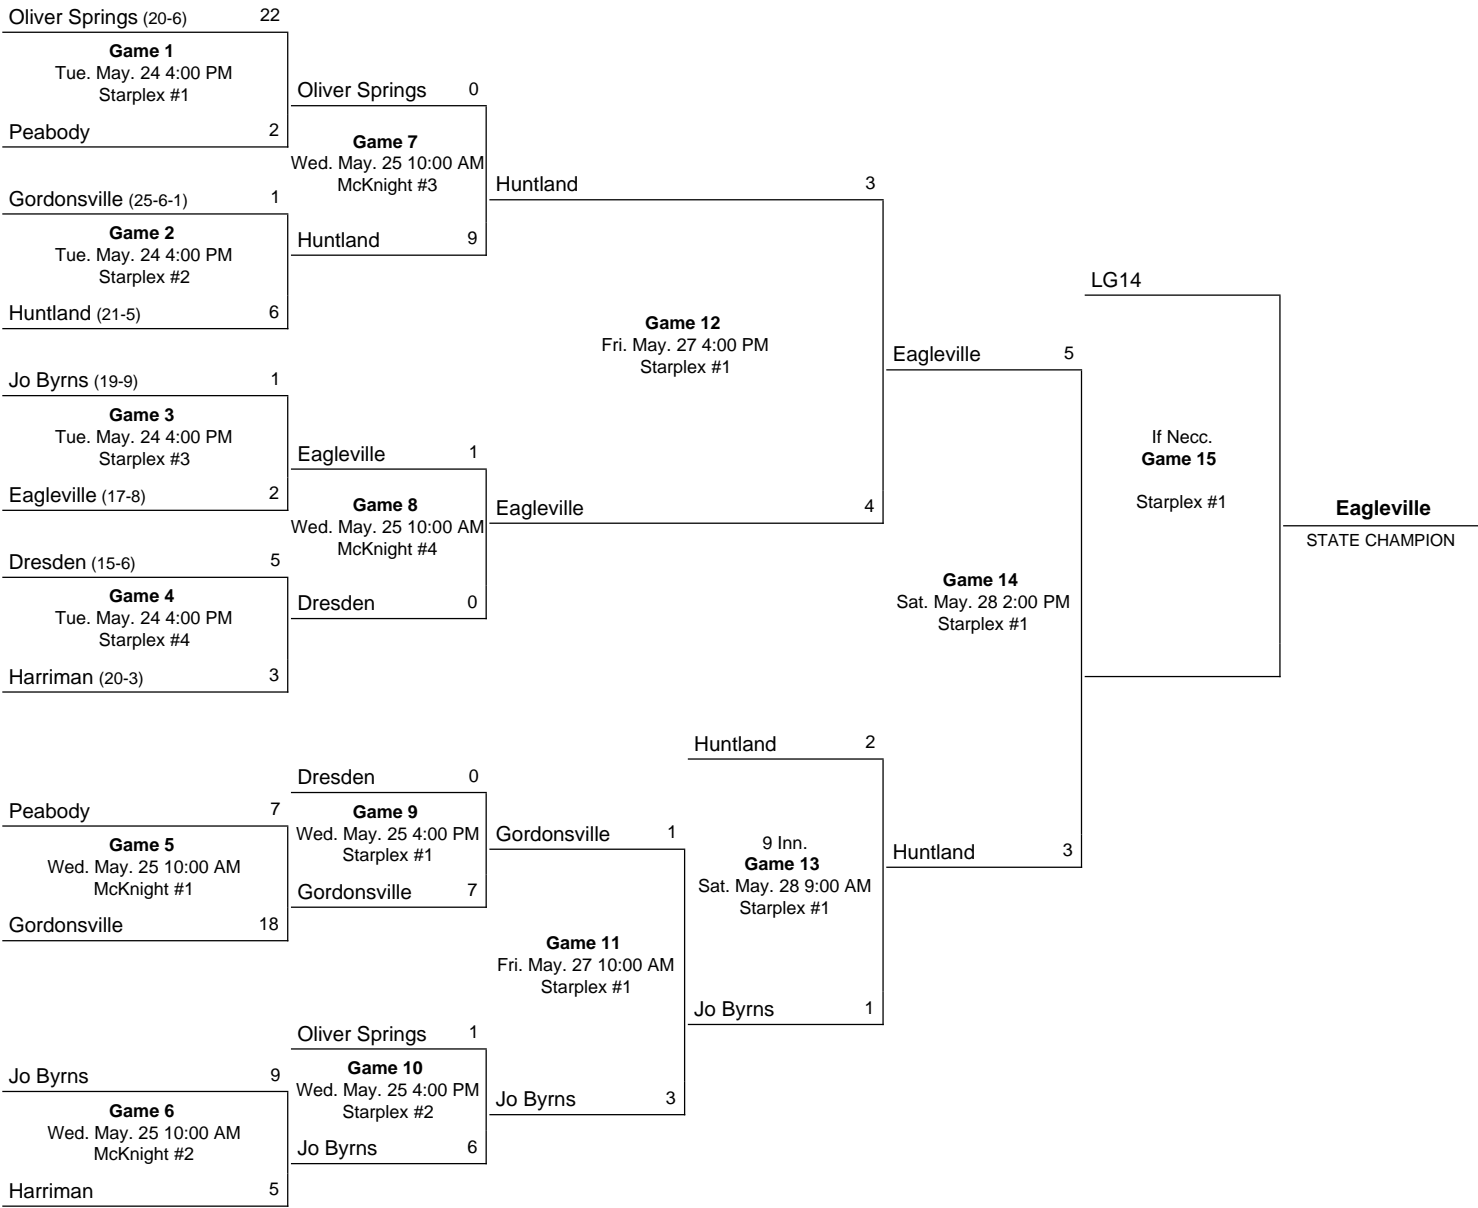 Oliver Springs (20-6) 22
Game 1
Tue. May. 24 4:00 PM
Starplex #1
Peabody 2
Gordonsville (25-6-1) 1
Game 2
Tue. May. 24 4:00 PM
Starplex #2
Huntland (21-5) 6
Jo Byrns (19-9) 1
Game 3
Tue. May. 24 4:00 PM
Starplex #3
Eagleville (17-8) 2
Dresden (15-6) 5
Game 4
Tue. May. 24 4:00 PM
Starplex #4
Harriman (20-3) 3
Peabody 7
Game 5
Wed. May. 25 10:00 AM
McKnight #1
Gordonsville 18
Jo Byrns 9
Game 6
Wed. May. 25 10:00 AM
McKnight #2
Harriman 5
Oliver Springs 0
Game 7
Wed. May. 25 10:00 AM
McKnight #3
Huntland 9
Eagleville 1
Game 8
Wed. May. 25 10:00 AM
McKnight #4
Dresden 0
Dresden 0
Game 9
Wed. May. 25 4:00 PM
Starplex #1
Gordonsville 7
Oliver Springs 1
Game 10
Wed. May. 25 4:00 PM
Starplex #2
Jo Byrns 6
Huntland 3
Game 12
Fri. May. 27 4:00 PM
Starplex #1
Eagleville 4
Gordonsville 1
Game 11
Fri. May. 27 10:00 AM
Starplex #1
Jo Byrns 3
Huntland 2
9 Inn.
Game 13
Sat. May. 28 9:00 AM
Starplex #1
Jo Byrns 1
Eagleville 5
Game 14
Sat. May. 28 2:00 PM
Starplex #1
Huntland 3
LG14
If Necc.
Game 15
Starplex #1
Eagleville
STATE CHAMPION